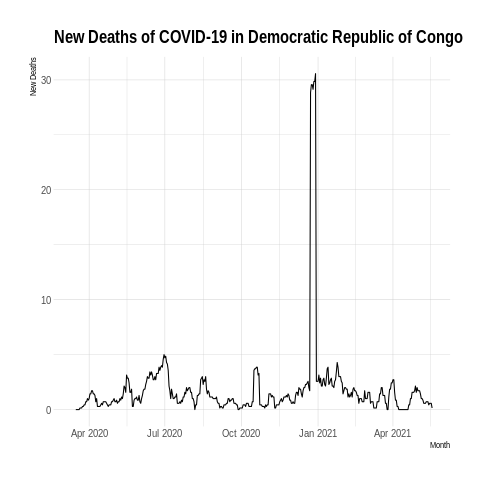 New Deaths of COVID-19 in Democratic Republic of Congo
New Deaths
30
20
10
0
Apr 2020 Jul 2020 Oct 2020 Jan 2021 Apr 2021
Month